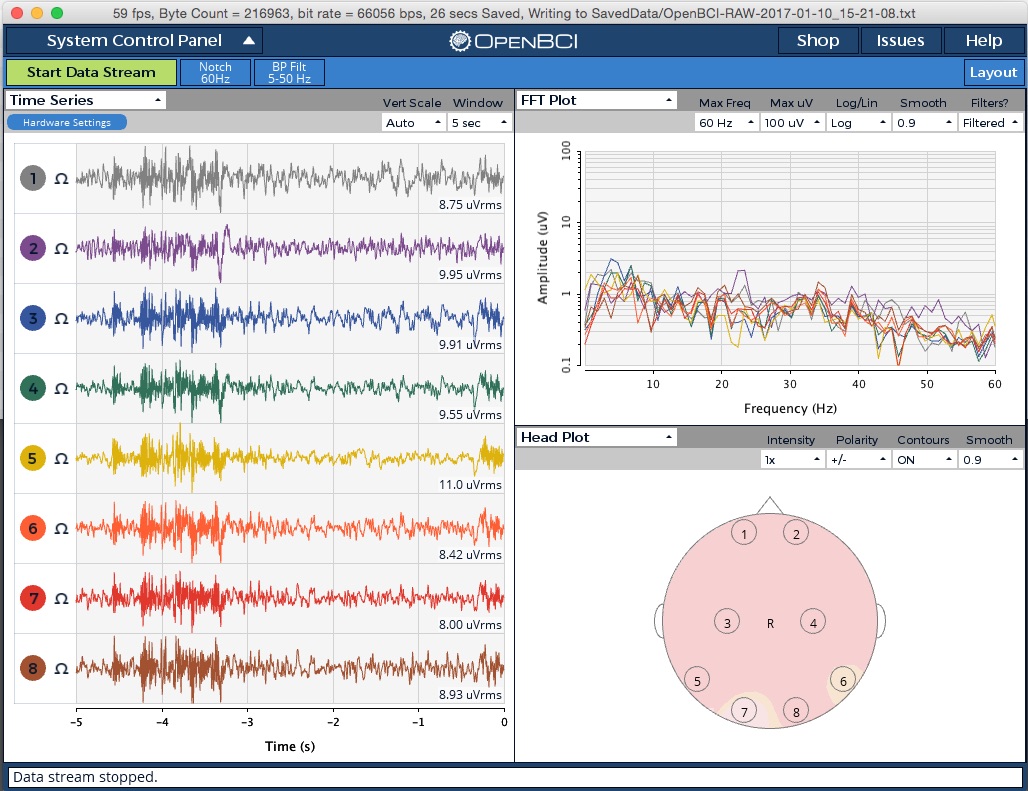 59 fps, Byte Count = 216963, bit rate = 66056 bps, 26 secs Saved, Writing to SavedData/OpenBCI-RAW-2017-01-10_15-21-08.txt
System Control Panel
OpenBCI
Shop
Issues
Help
Start Data Stream
Notch
60Hz
BP Filt
5-50 Hz
Layout
Time Series
Vert Scale
Window
Hardware Settings
Auto
5 sec
1 Ω
8.75 uVrms
2 Ω
9.95 uVrms
3 Ω
9.91 uVrms
4 Ω
9.55 uVrms
5 Ω
11.0 uVrms
6 Ω
8.42 uVrms
7 Ω
8.00 uVrms
8 Ω
8.93 uVrms
-5 -4 -3 -2 -1 0
Time (s)
FFT Plot
Max Freq
Max uV
Log/Lin
Smooth
Filters?
60 Hz
100 uV
Log
0.9
Filtered
100
10
1
0.1
Amplitude (uV)
10 20 30 40 50 60
Frequency (Hz)
Head Plot
Intensity
Polarity
Contours
Smooth
1x
+/-
ON
0.9
1 2
3 R 4
5 6
7 8
Data stream stopped.